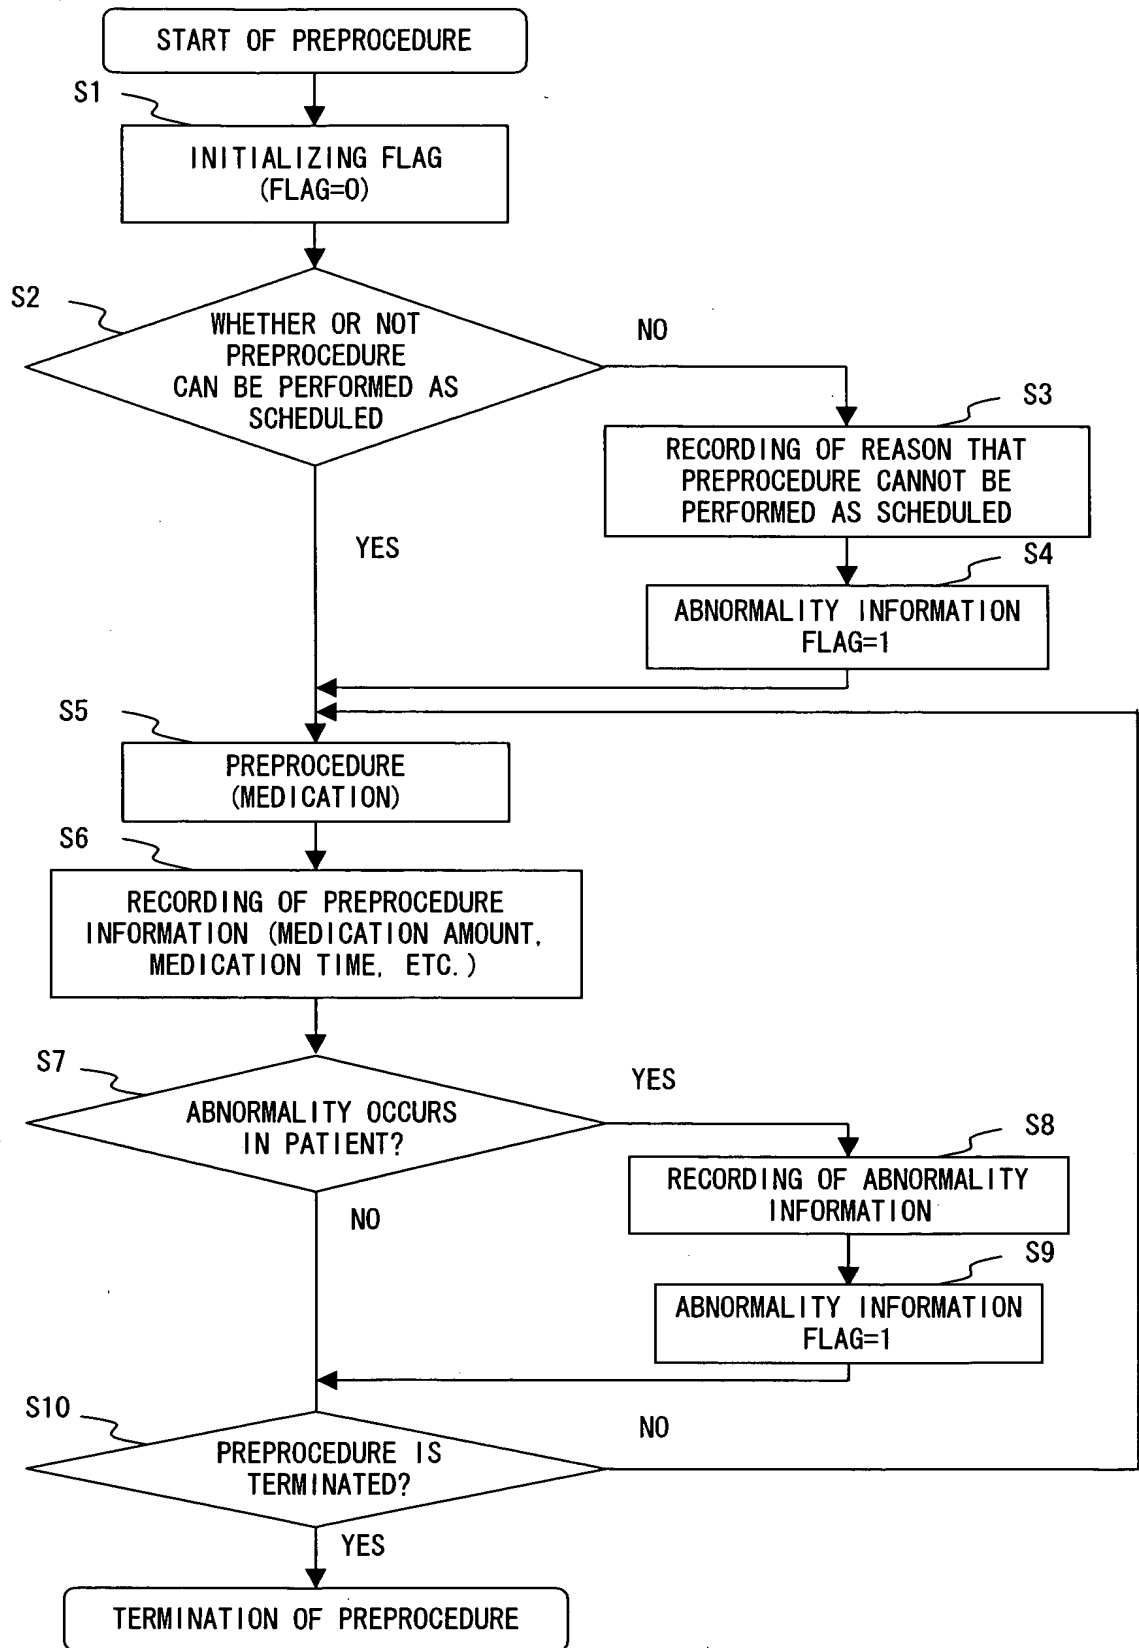 START OF PREPROCEDURE
S1
INITIALIZING FLAG
(FLAG=0)
S2
WHETHER OR NOT
PREPROCEDURE
CAN BE PERFORMED AS
SCHEDULED
NO
S3
RECORDING OF REASON THAT
PREPROCEDURE CANNOT BE
PERFORMED AS SCHEDULED
YES
S4
ABNORMALITY INFORMATION
FLAG=1
S5
PREPROCEDURE
(MEDICATION)
S6
RECORDING OF PREPROCEDURE
INFORMATION (MEDICATION AMOUNT,
MEDICATION TIME, ETC.)
S7
ABNORMALITY OCCURS
IN PATIENT?
YES
S8
RECORDING OF ABNORMALITY
INFORMATION
NO
S9
ABNORMALITY INFORMATION
FLAG=1
S10
PREPROCEDURE IS
TERMINATED?
NO
YES
TERMINATION OF PREPROCEDURE